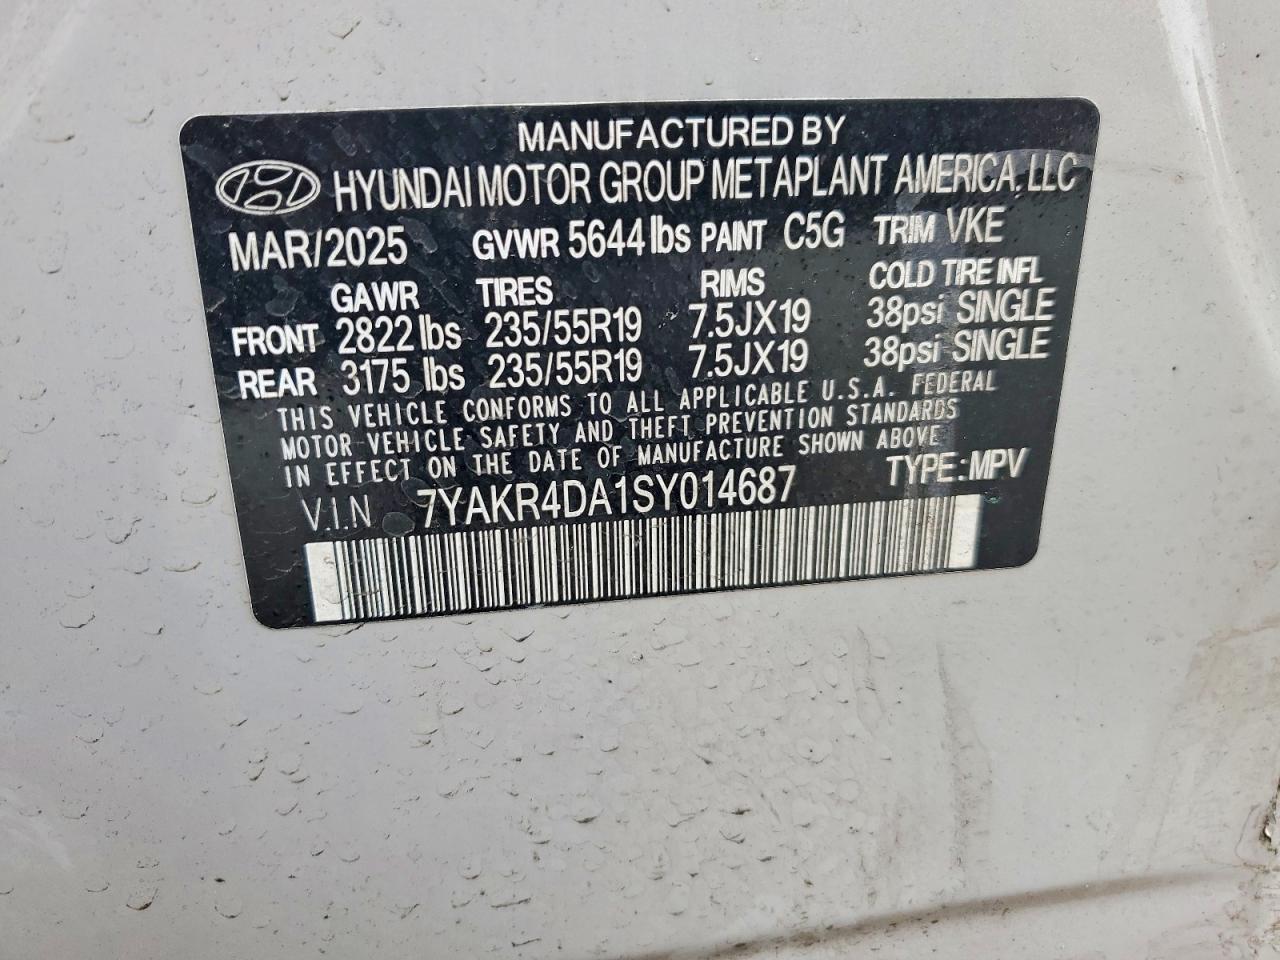 MANUFACTURED BY
HYUNDAI MOTOR GROUP METAPLANT AMERICA, LLC
MAR/2025 GVWR 5644 lbs PAINT C5G TRIM VKE
GAWR TIRES RIMS COLD TIRE INFL
FRONT 2822 lbs 235/55R19 7.5JX19 38psi SINGLE
REAR 3175 lbs 235/55R19 7.5JX19 38psi SINGLE
THIS VEHICLE CONFORMS TO ALL APPLICABLE U.S.A. FEDERAL
MOTOR VEHICLE SAFETY AND THEFT PREVENTION STANDARDS
IN EFFECT ON THE DATE OF MANUFACTURE SHOWN ABOVE
V.I.N 7YAKR4DA1SY014687 TYPE:MPV